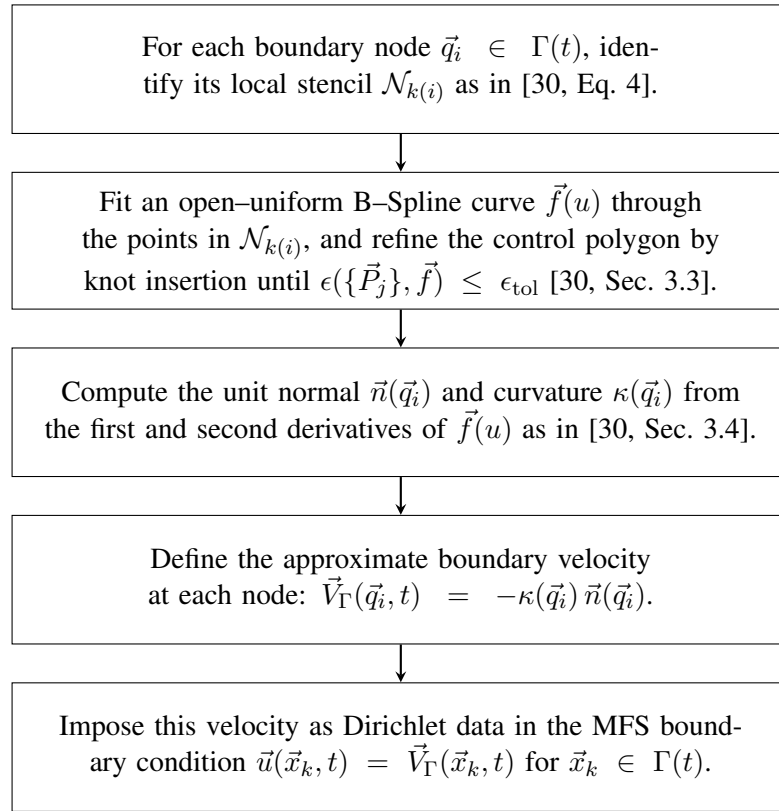 For each boundary node $\vec{q}_i \in \Gamma(t)$, iden-
tify its local stencil $\mathcal{N}_{k(i)}$ as in [30, Eq. 4].
Fit an open–uniform B–Spline curve $\vec{f}(u)$ through
the points in $\mathcal{N}_{k(i)}$, and refine the control polygon by
knot insertion until $\epsilon(\{\vec{P}_j\}, \vec{f}) \leq \epsilon_{\text{tol}}$ [30, Sec. 3.3].
Compute the unit normal $\vec{n}(\vec{q}_i)$ and curvature $\kappa(\vec{q}_i)$ from
the first and second derivatives of $\vec{f}(u)$ as in [30, Sec. 3.4].
Define the approximate boundary velocity
at each node: $\vec{V}_\Gamma(\vec{q}_i, t) = -\kappa(\vec{q}_i)\,\vec{n}(\vec{q}_i)$.
Impose this velocity as Dirichlet data in the MFS bound-
ary condition $\vec{u}(\vec{x}_k, t) = \vec{V}_\Gamma(\vec{x}_k, t)$ for $\vec{x}_k \in \Gamma(t)$.